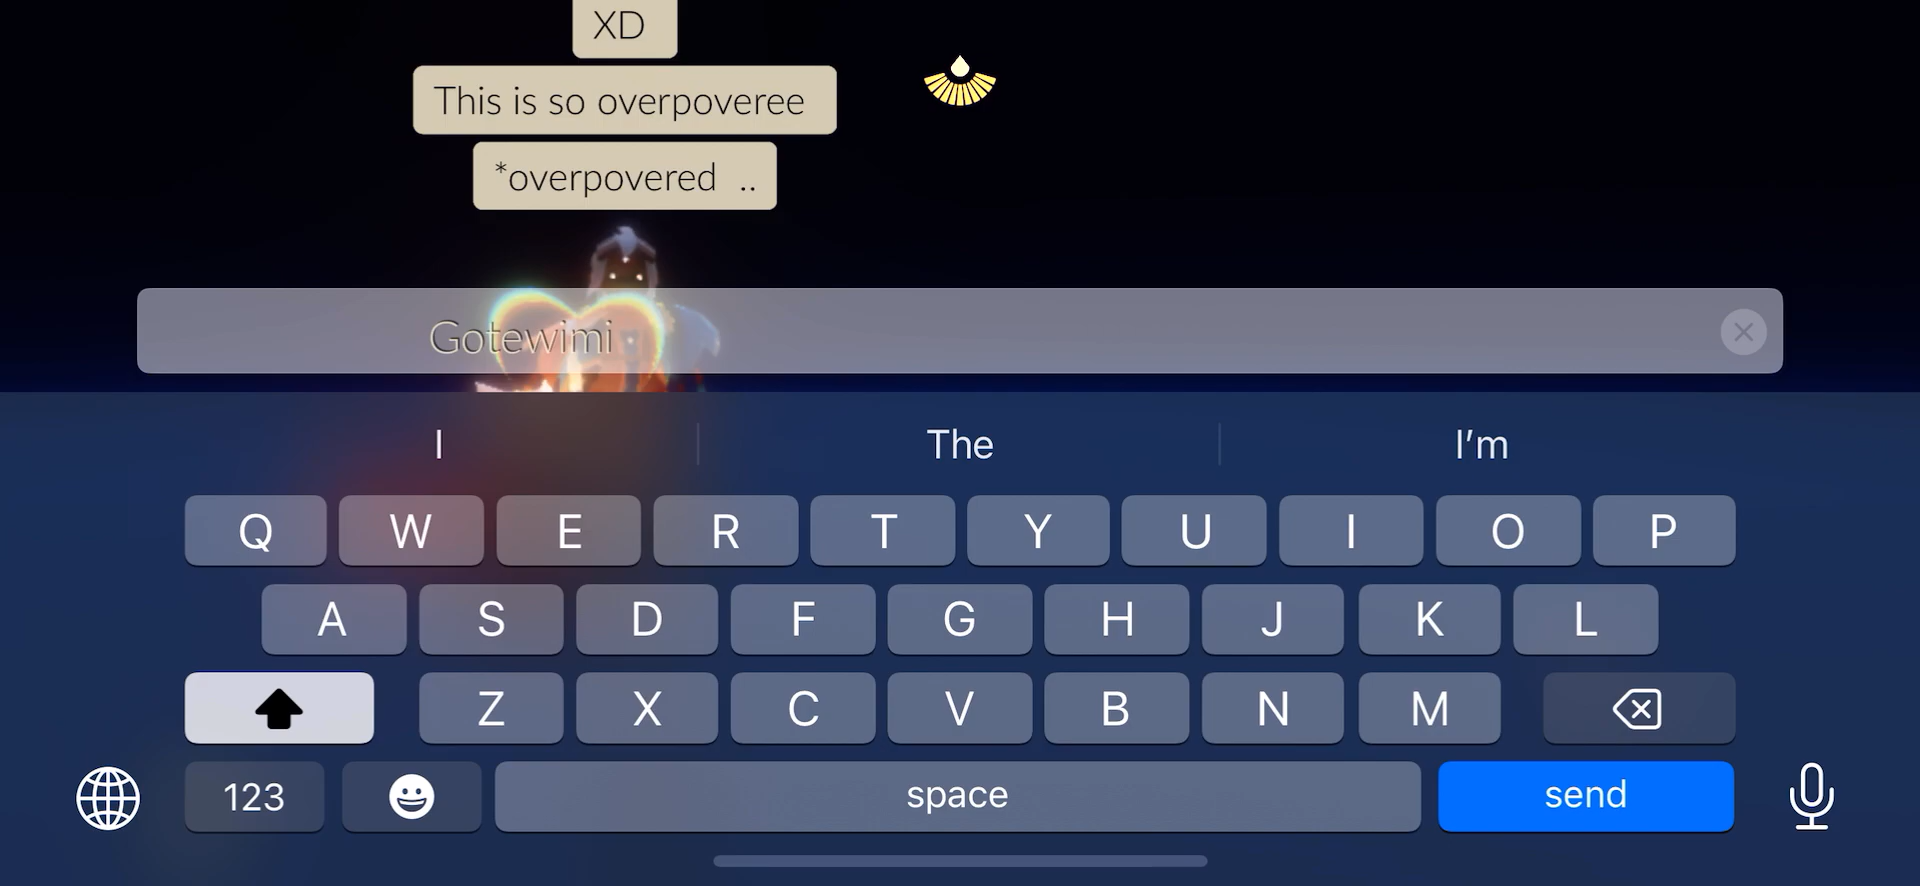 XD
This is so overpoveree
*overpovered ..
Gotewimi
I The I'm
Q W E R T Y U I O P
A S D F G H J K L
Z X C V B N M
123 space send